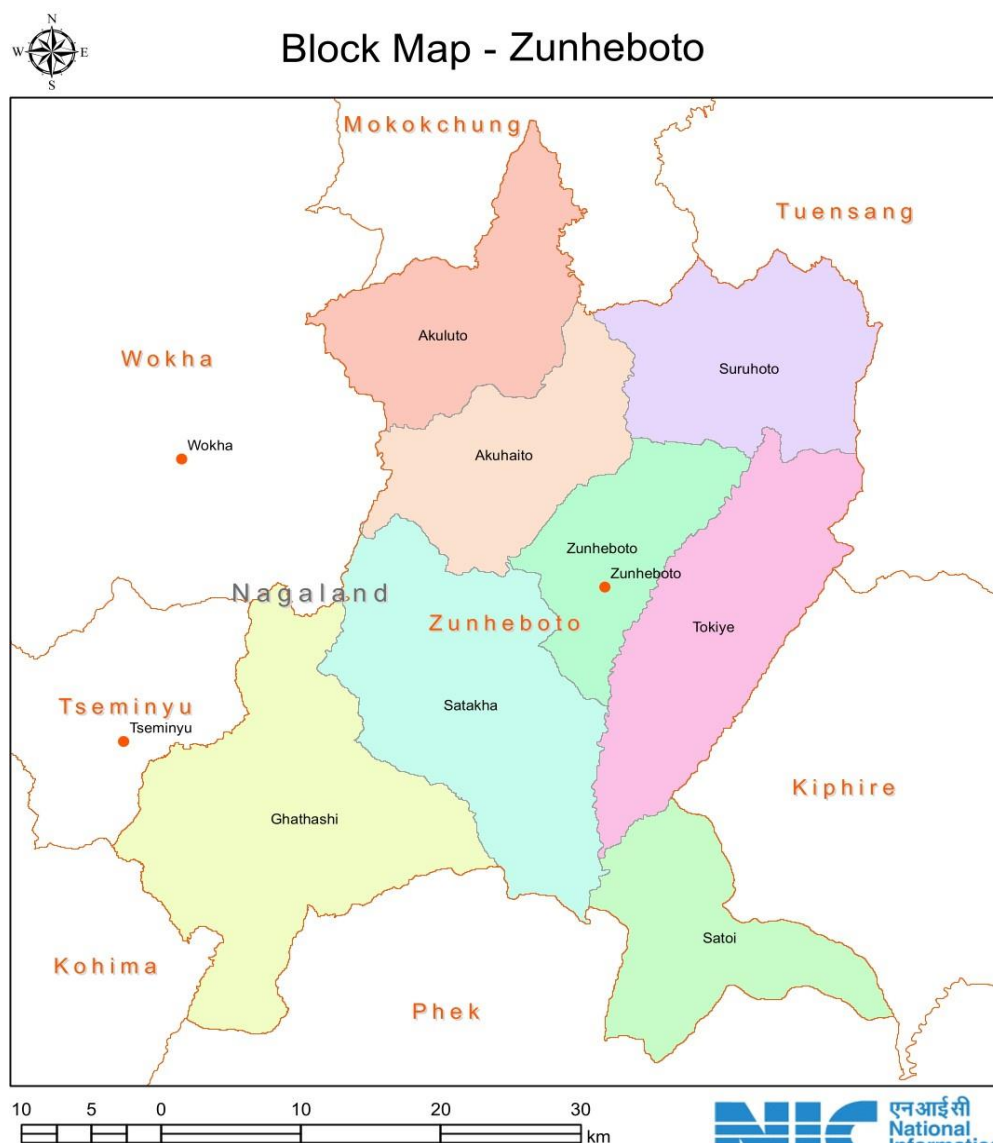 N
W E
S
Block Map - Zunheboto
Mokokchung
Tuensang
Akuluto
Wokha
Suruhoto
Wokha
Akuhaito
Zunheboto
Zunheboto
Nagaland
Zunheboto
Tokiye
Satakha
Tseminyu
Tseminyu
Kiphire
Ghathashi
Satoi
Kohima
Phek
10 5 0 10 20 30
km
एनआईसी
National